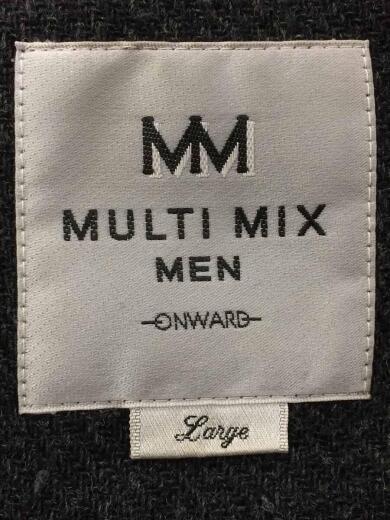 MM
MULTI MIX
MEN
ONWARD
Large